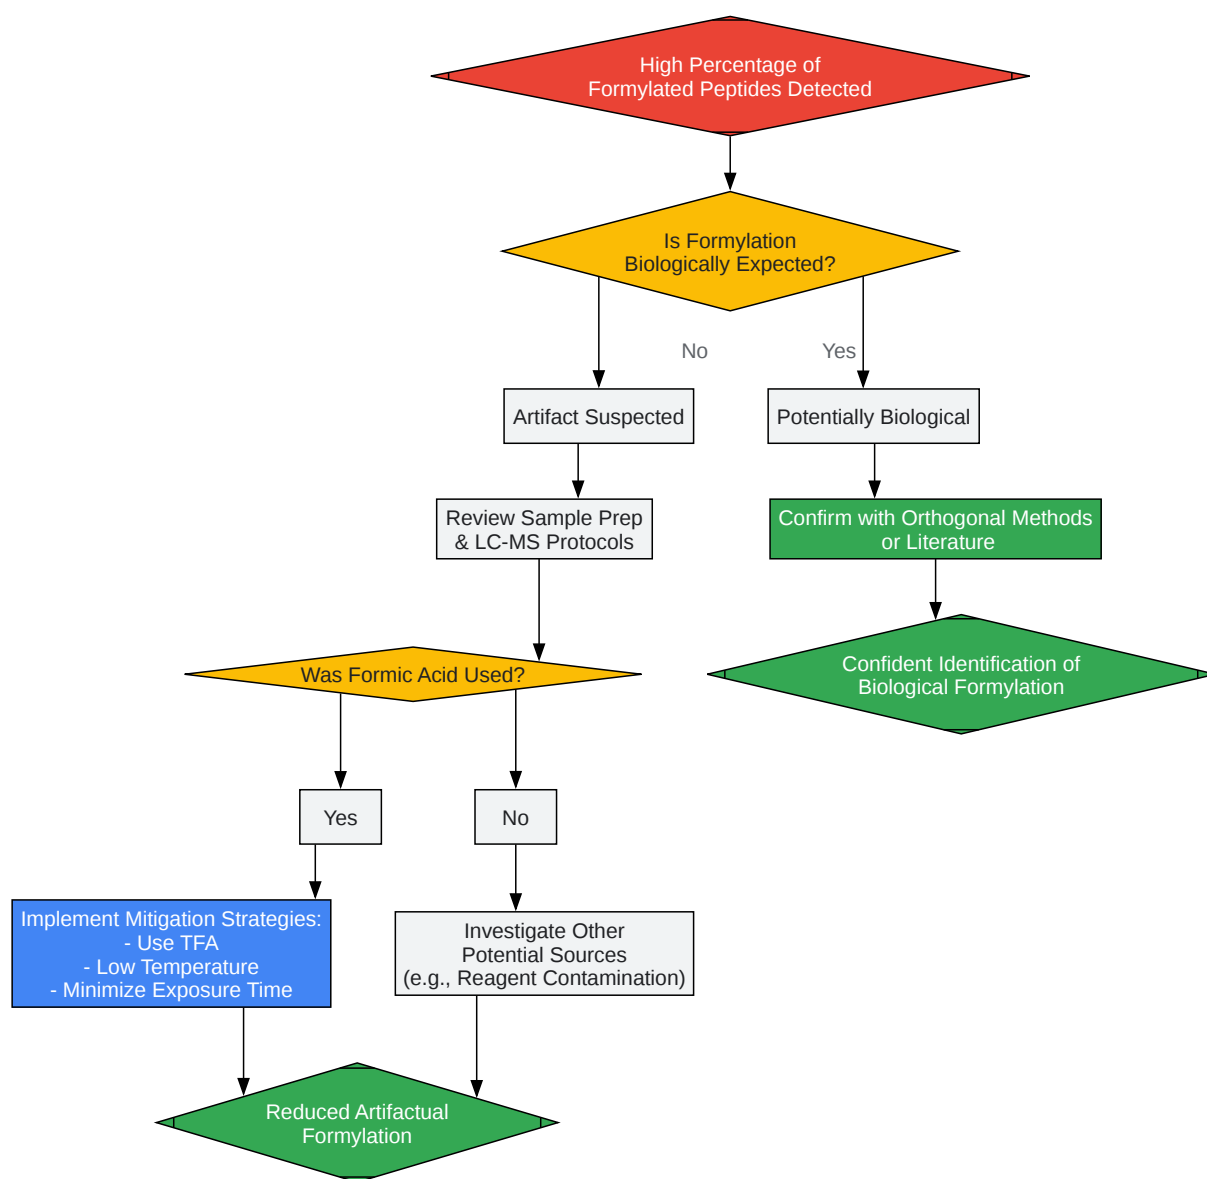 High Percentage of
Formylated Peptides Detected
Is Formylation
Biologically Expected?
No
Yes
Artifact Suspected
Potentially Biological
Review Sample Prep
& LC-MS Protocols
Confirm with Orthogonal Methods
or Literature
Was Formic Acid Used?
Confident Identification of
Biological Formylation
Yes
No
Implement Mitigation Strategies:
- Use TFA
- Low Temperature
- Minimize Exposure Time
Investigate Other
Potential Sources
(e.g., Reagent Contamination)
Reduced Artifactual
Formylation